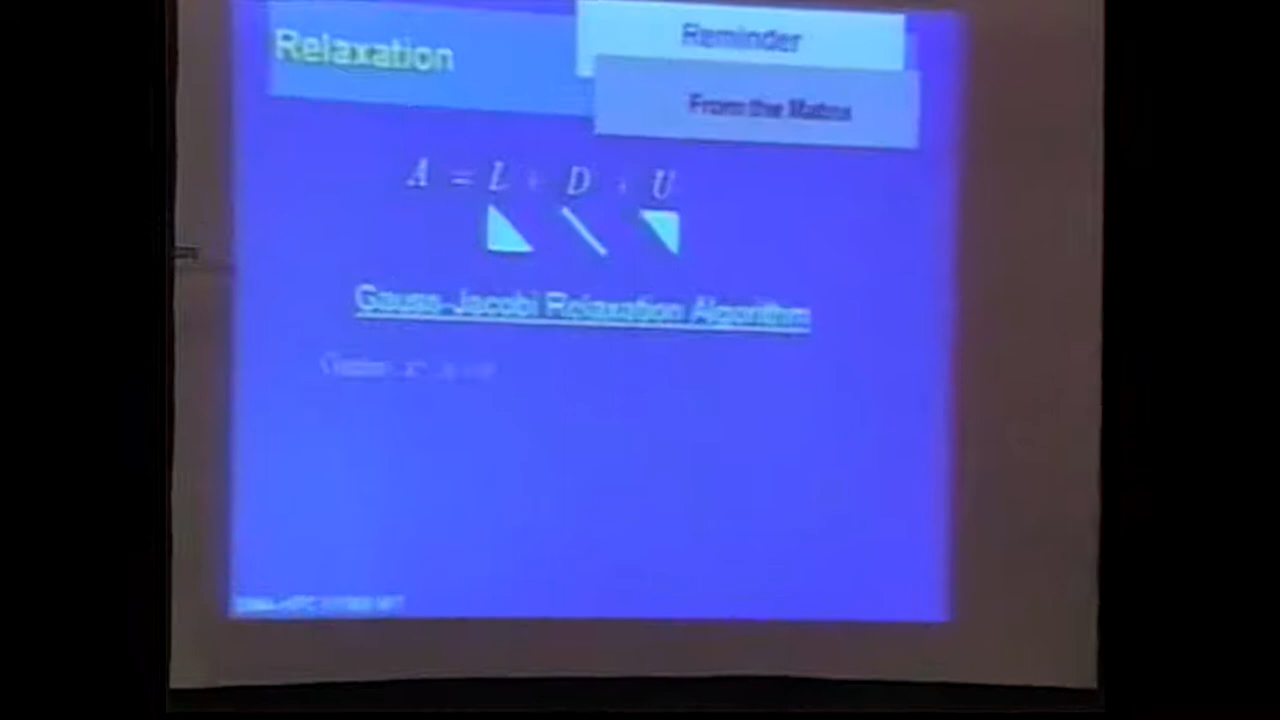 Relaxation
Reminder
From the Matrix
A = L + D + U
Gauss-Jacobi Relaxation Algorithm